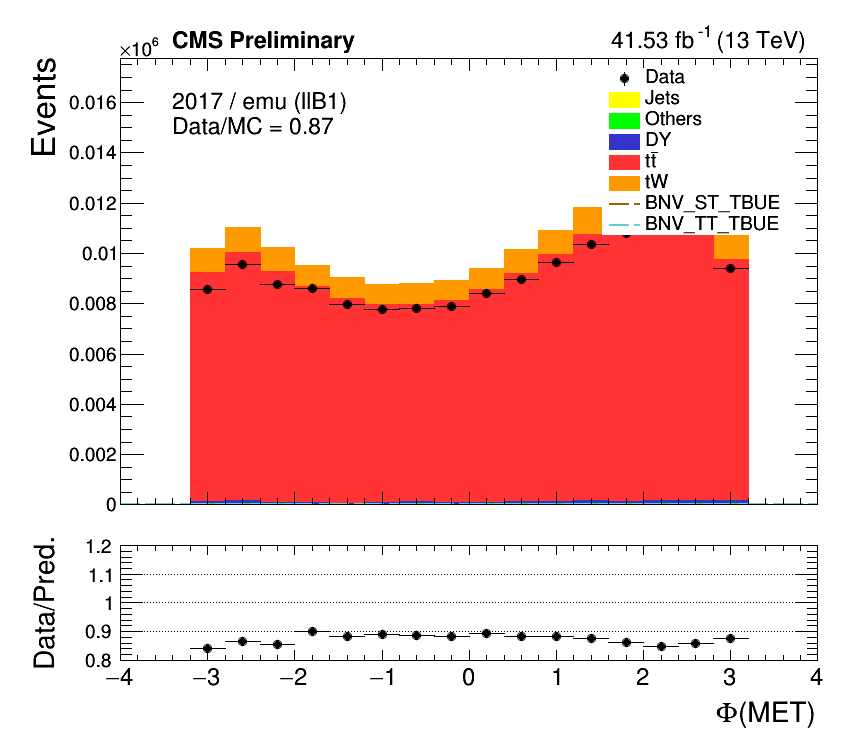 ×10⁶ CMS Preliminary 41.53 fb⁻¹ (13 TeV)
Events
2017 / emu (llB1)
Data/MC = 0.87
Data
Jets
Others
DY
tt̄
tW
BNV_ST_TBUE
BNV_TT_TBUE
0.016
0.014
0.012
0.01
0.008
0.006
0.004
0.002
0
Data/Pred.
1.2
1.1
1
0.9
0.8
−4 −3 −2 −1 0 1 2 3 4
Φ(MET)